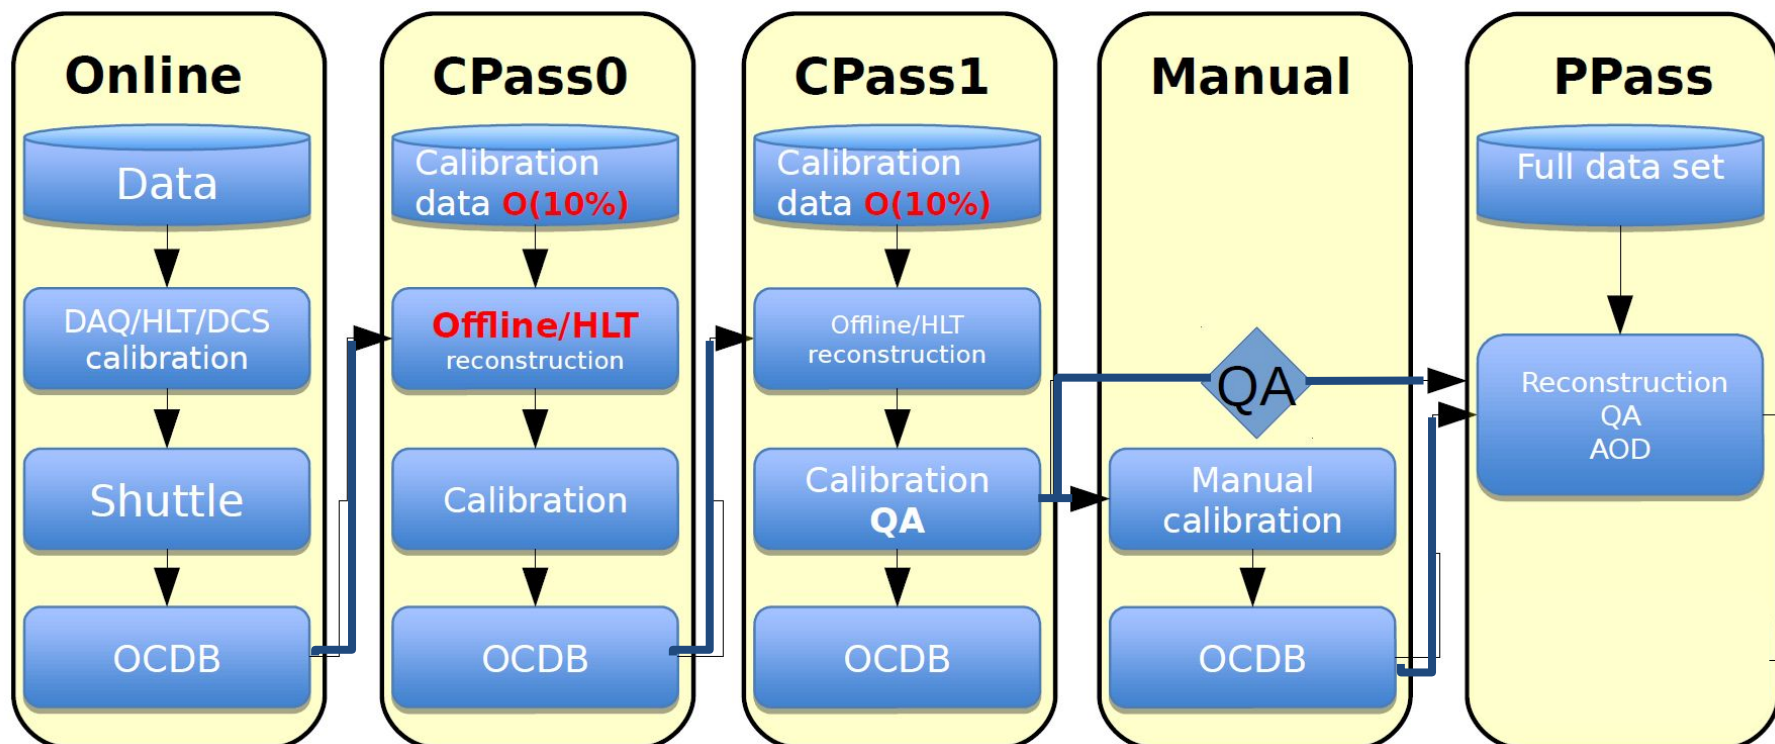 Online
Data
DAQ/HLT/DCS
calibration
Shuttle
OCDB
CPass0
Calibration
data O(10%)
Offline/HLT
reconstruction
Calibration
OCDB
CPass1
Calibration
data O(10%)
Offline/HLT
reconstruction
Calibration
QA
OCDB
Manual
QA
Manual
calibration
OCDB
PPass
Full data set
Reconstruction
QA
AOD